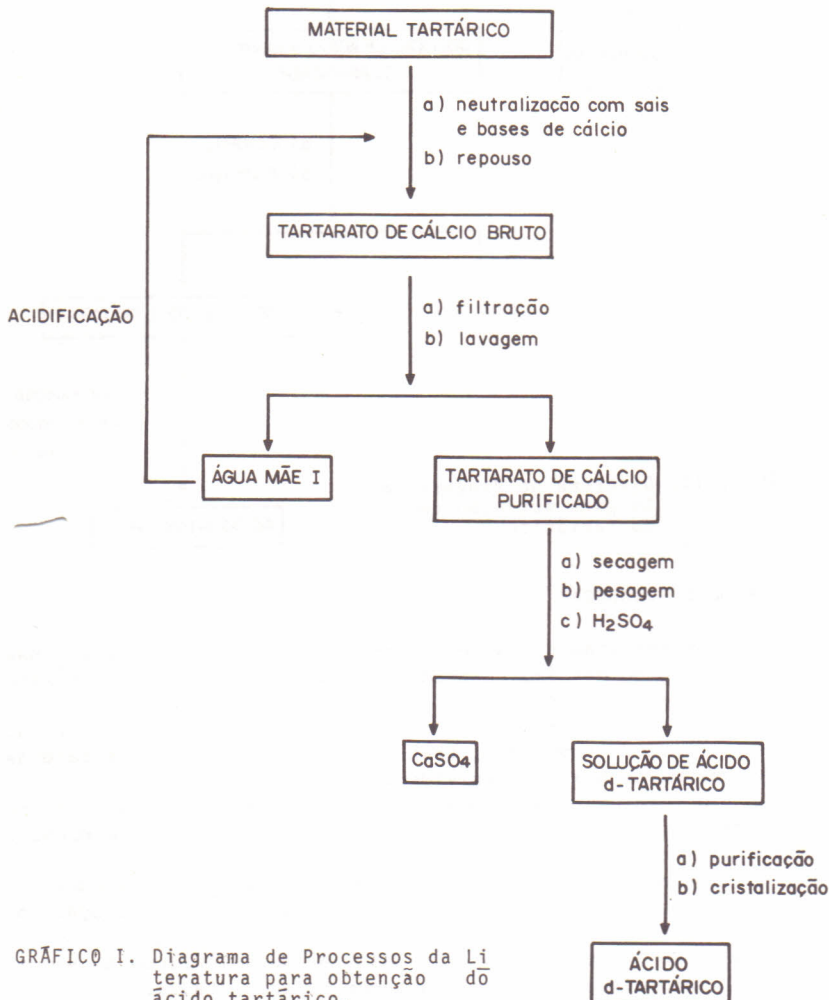 MATERIAL TARTÁRICO
a) neutralização com sais
e bases de cálcio
b) repouso
TARTARATO DE CÁLCIO BRUTO
ACIDIFICAÇÃO
a) filtração
b) lavagem
ÁGUA MÃE I
TARTARATO DE CÁLCIO
PURIFICADO
a) secagem
b) pesagem
c) H2SO4
CaSO4
SOLUÇÃO DE ÁCIDO
d-TARTÁRICO
a) purificação
b) cristalização
GRÁFICO I. Diagrama de Processos da Li
teratura para obtenção do
ácido tartárico.
ÁCIDO
d-TARTÁRICO